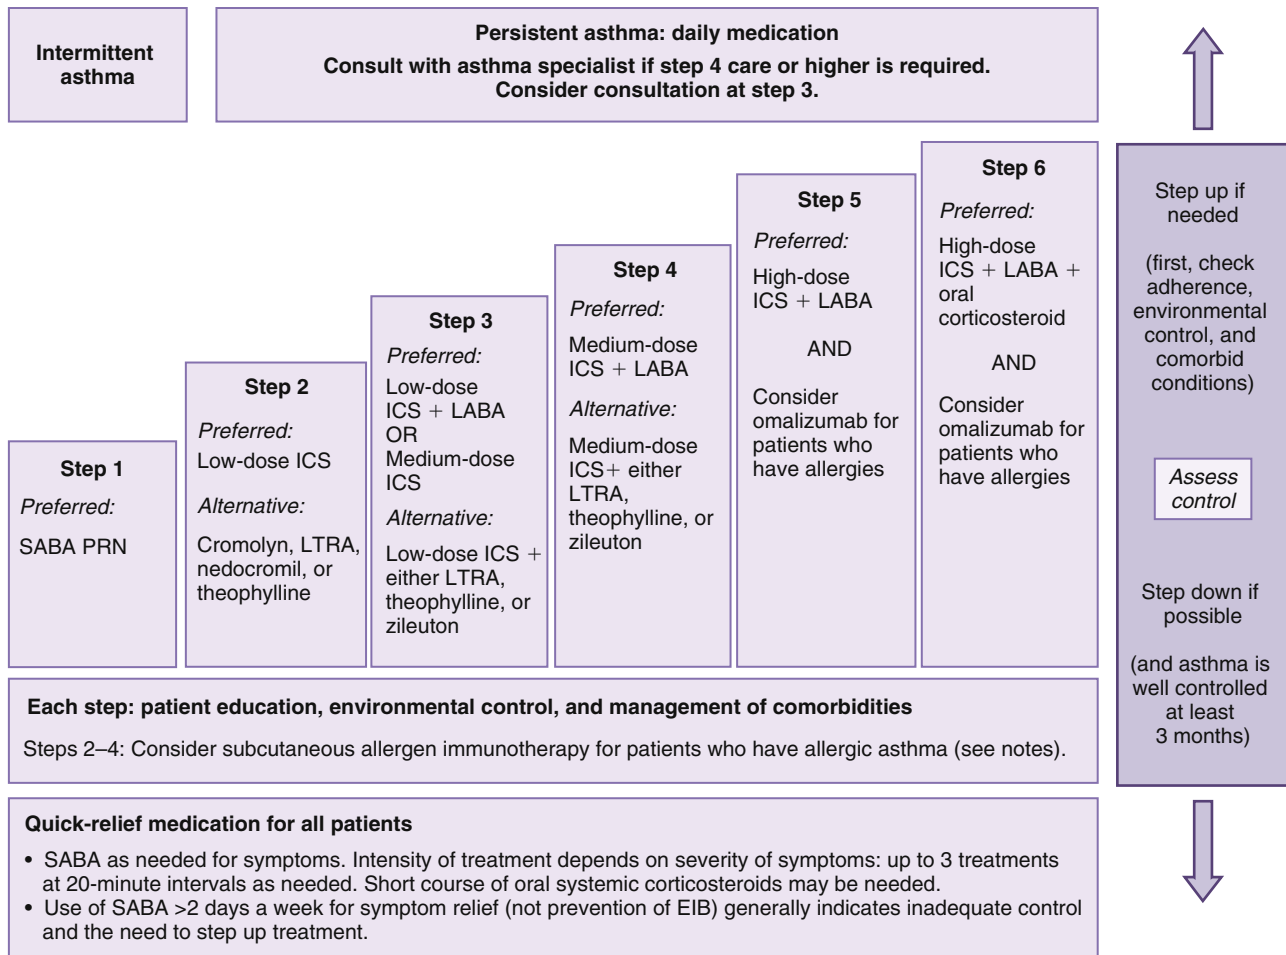 Intermittent
asthma
Persistent asthma: daily medication
Consult with asthma specialist if step 4 care or higher is required.
Consider consultation at step 3.
Step 1
Preferred:
SABA PRN
Step 2
Preferred:
Low-dose ICS
Alternative:
Cromolyn, LTRA,
nedocromil, or
theophylline
Step 3
Preferred:
Low-dose
ICS + LABA
OR
Medium-dose
ICS
Alternative:
Low-dose ICS +
either LTRA,
theophylline, or
zileuton
Step 4
Preferred:
Medium-dose
ICS + LABA
Alternative:
Medium-dose
ICS+ either
LTRA,
theophylline, or
zileuton
Step 5
Preferred:
High-dose
ICS + LABA
AND
Consider
omalizumab for
patients who
have allergies
Step 6
Preferred:
High-dose
ICS + LABA +
oral
corticosteroid
AND
Consider
omalizumab for
patients who
have allergies
Step up if
needed
(first, check
adherence,
environmental
control, and
comorbid
conditions)
Assess
control
Step down if
possible
(and asthma is
well controlled
at least
3 months)
Each step: patient education, environmental control, and management of comorbidities
Steps 2–4: Consider subcutaneous allergen immunotherapy for patients who have allergic asthma (see notes).
Quick-relief medication for all patients
• SABA as needed for symptoms. Intensity of treatment depends on severity of symptoms: up to 3 treatments
at 20-minute intervals as needed. Short course of oral systemic corticosteroids may be needed.
• Use of SABA >2 days a week for symptom relief (not prevention of EIB) generally indicates inadequate control
and the need to step up treatment.